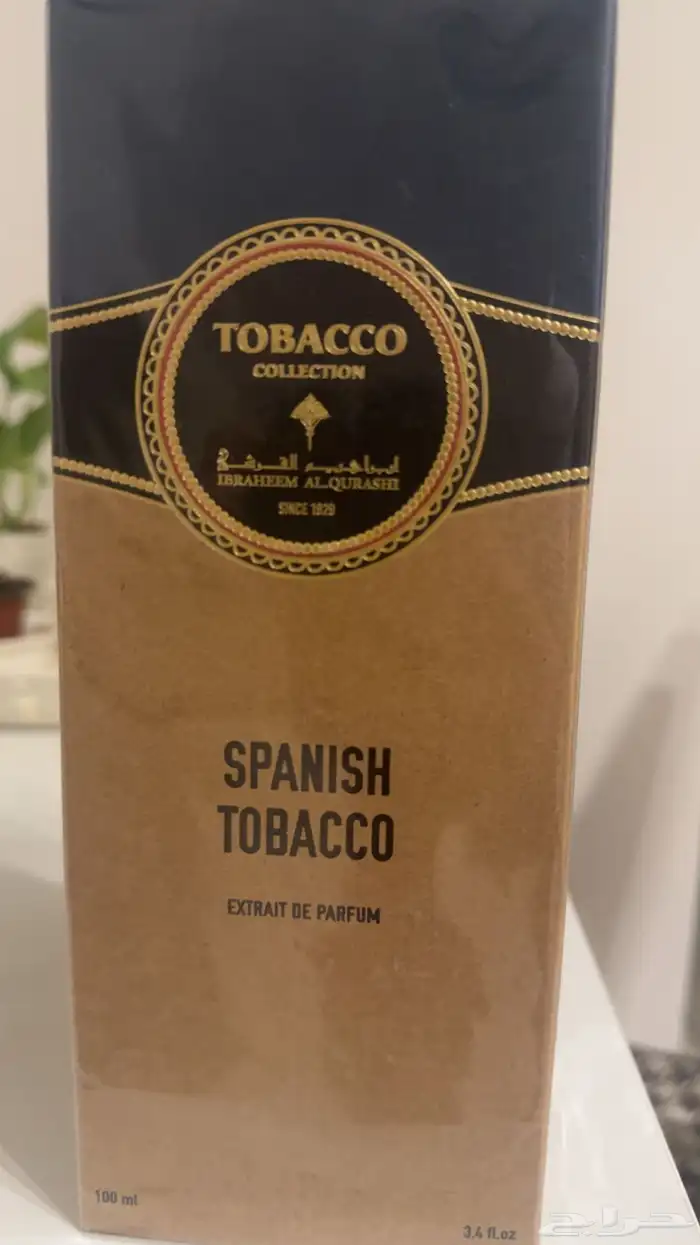 TOBACCO
COLLECTION
ابراهيم القرشي
IBRAHEEM AL.QURASHI
SINCE 1829
SPANISH
TOBACCO
EXTRAIT DE PARFUM
100 ml
3.4 fl.oz
حراج